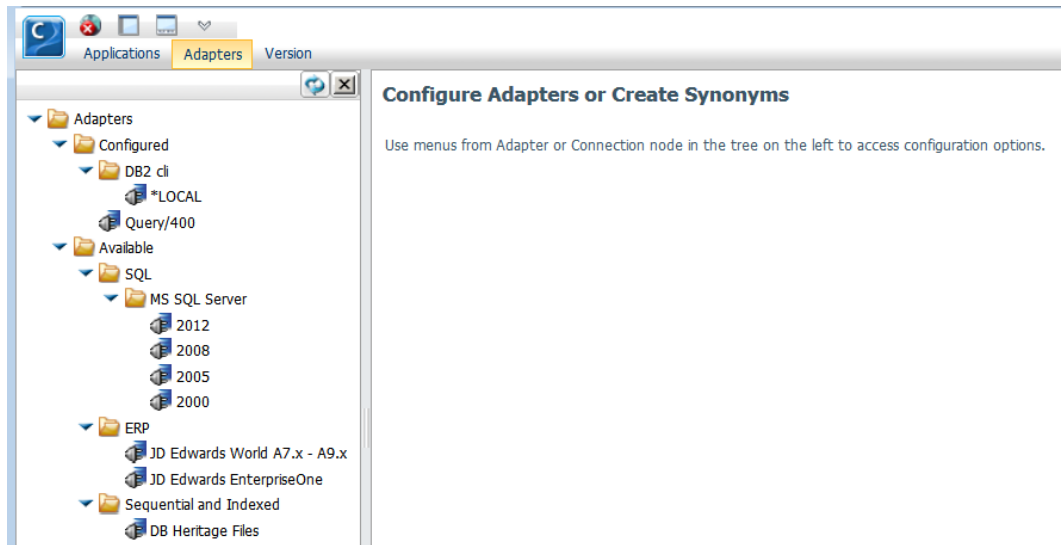 C
Applications Adapters Version
Configure Adapters or Create Synonyms
Use menus from Adapter or Connection node in the tree on the left to access configuration options.
Adapters
Configured
DB2 cli
*LOCAL
Query/400
Available
SQL
MS SQL Server
2012
2008
2005
2000
ERP
JD Edwards World A7.x - A9.x
JD Edwards EnterpriseOne
Sequential and Indexed
DB Heritage Files